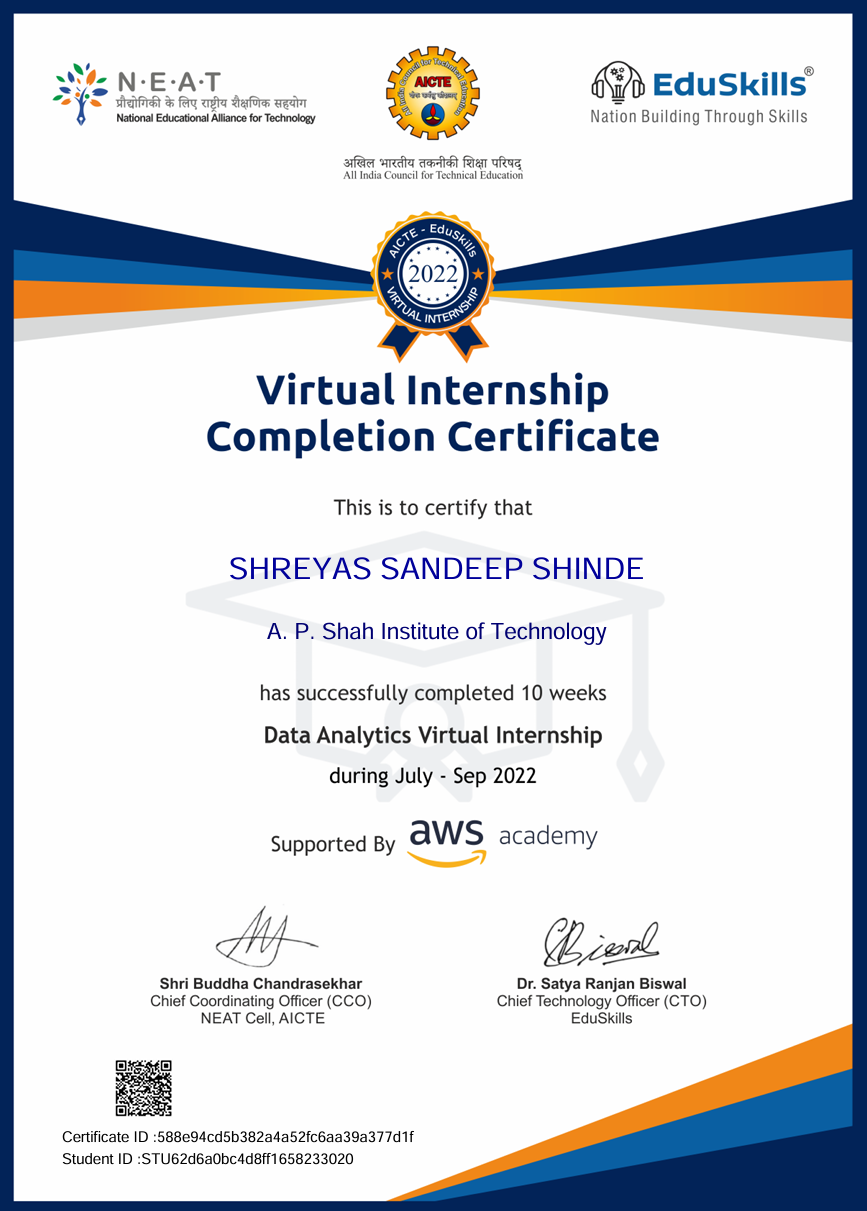 N·E·A·T
प्रौद्योगिकी के लिए राष्ट्रीय शैक्षणिक सहयोग
National Educational Alliance for Technology
All India Council for Technical Education
AICTE
अखिल भारतीय तकनीकी शिक्षा परिषद्
All India Council for Technical Education
EduSkills®
Nation Building Through Skills
AICTE - EduSkills
2022
VIRTUAL INTERNSHIP
Virtual Internship
Completion Certificate
This is to certify that
SHREYAS SANDEEP SHINDE
A. P. Shah Institute of Technology
has successfully completed 10 weeks
Data Analytics Virtual Internship
during July - Sep 2022
Supported By aws academy
Shri Buddha Chandrasekhar
Chief Coordinating Officer (CCO)
NEAT Cell, AICTE
Biswal
Dr. Satya Ranjan Biswal
Chief Technology Officer (CTO)
EduSkills
Certificate ID :588e94cd5b382a4a52fc6aa39a377d1f
Student ID :STU62d6a0bc4d8ff1658233020